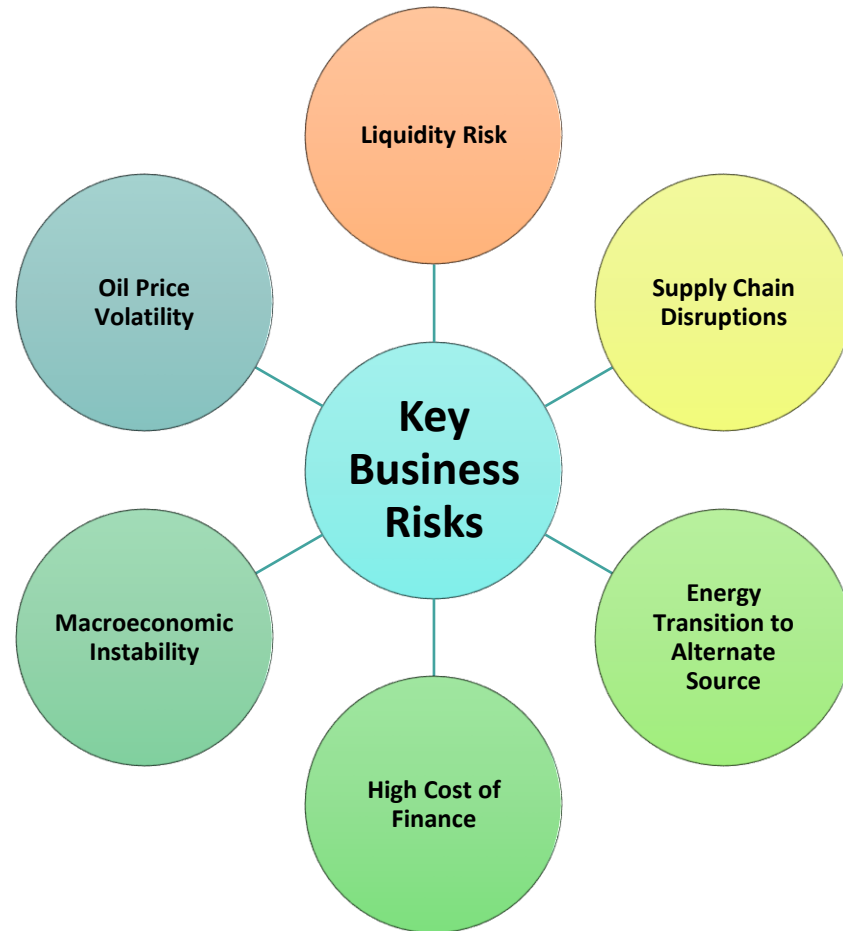 Liquidity Risk
Oil Price
Volatility
Supply Chain
Disruptions
Key
Business
Risks
Macroeconomic
Instability
Energy
Transition to
Alternate
Source
High Cost of
Finance